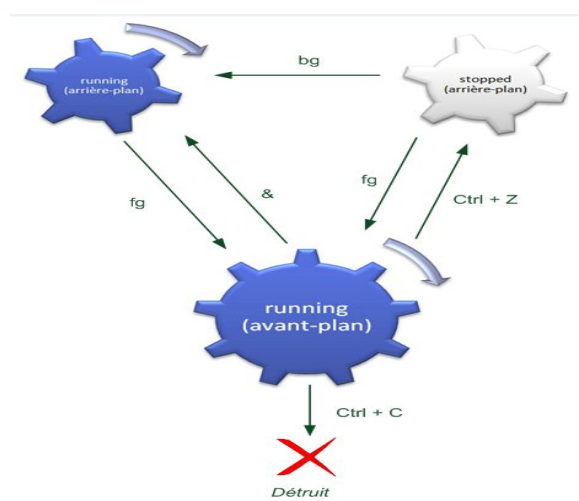 bg
running
(arrière-plan)
stopped
(arrière-plan)
fg
&
fg
Ctrl + Z
running
(avant-plan)
Ctrl + C
Détruit